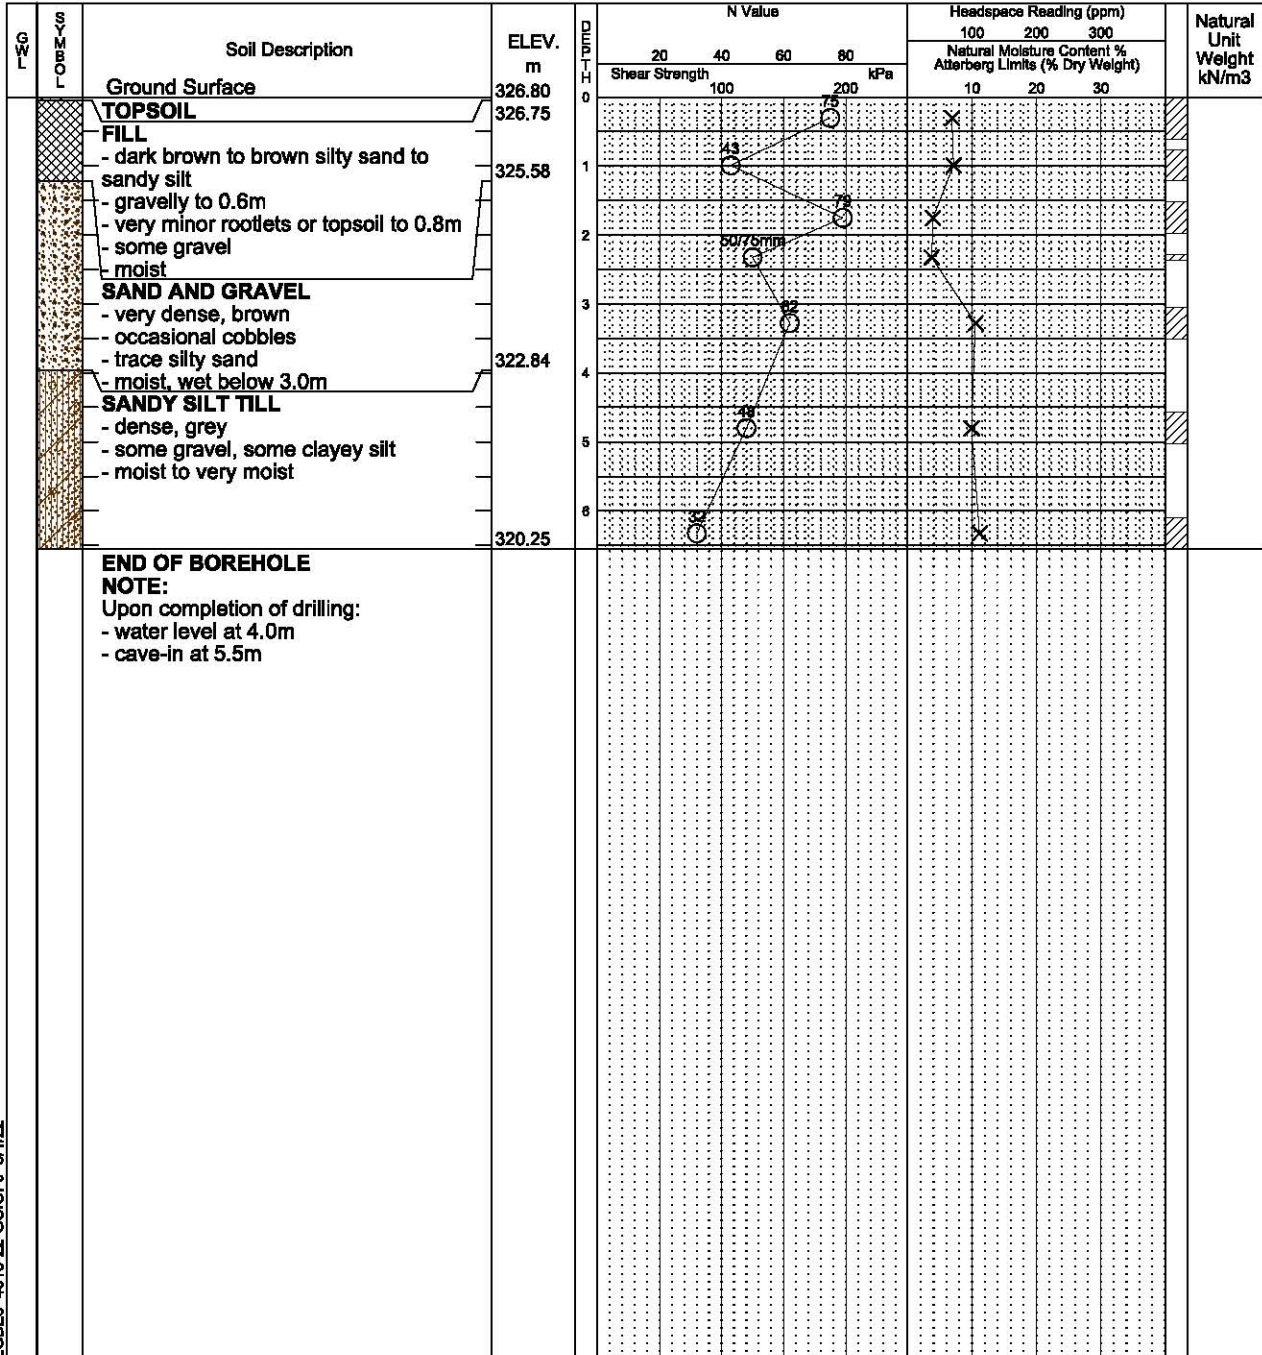 GWL
SYMBOL
Soil Description
ELEV.
m
DEPTH
N Value
20 40 60 80
Shear Strength kPa
100 200
Headspace Reading (ppm)
100 200 300
Natural Moisture Content %
Atterberg Limits (% Dry Weight)
10 20 30
Natural
Unit
Weight
kN/m3
Ground Surface 326.80 0
TOPSOIL 326.75
FILL
- dark brown to brown silty sand to
sandy silt 325.58
- gravelly to 0.6m
- very minor rootlets or topsoil to 0.8m
- some gravel
- moist
SAND AND GRAVEL
- very dense, brown
- occasional cobbles
- trace silty sand 322.84
- moist, wet below 3.0m
SANDY SILT TILL
- dense, grey
- some gravel, some clayey silt
- moist to very moist
320.25
END OF BOREHOLE
NOTE:
Upon completion of drilling:
- water level at 4.0m
- cave-in at 5.5m
1
2
3
4
5
6
75
43
79
50/75mm
62
48
32